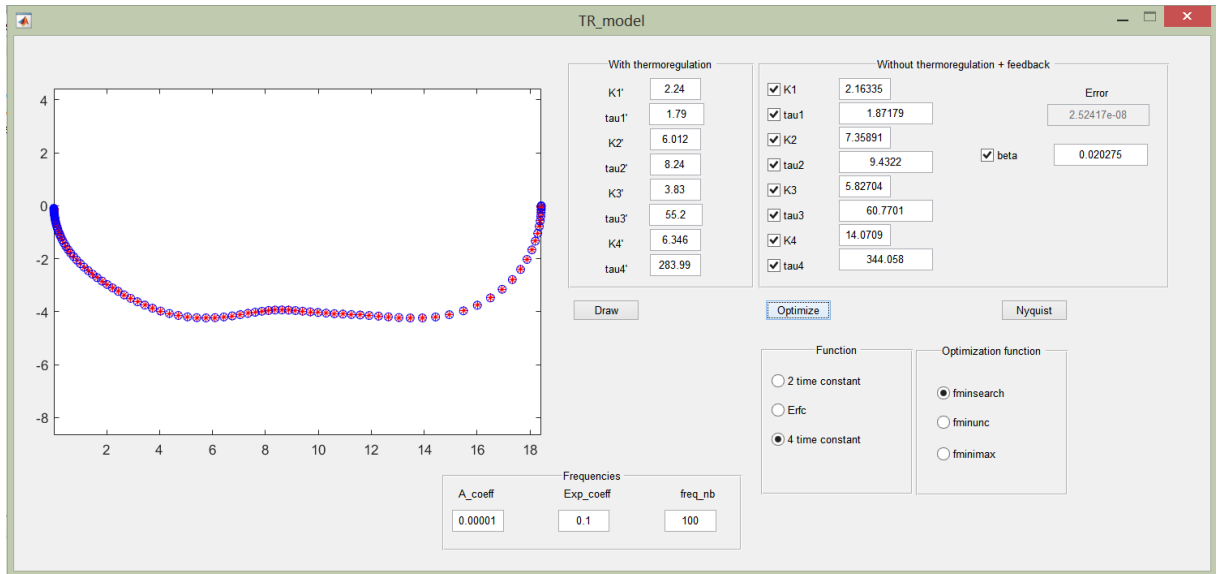 TR_model
With thermoregulation
K1' 2.24
tau1' 1.79
K2' 6.012
tau2' 8.24
K3' 3.83
tau3' 55.2
K4' 6.346
tau4' 283.99
Without thermoregulation + feedback
K1 2.16335
tau1 1.87179
K2 7.35891
tau2 9.4322
K3 5.82704
tau3 60.7701
K4 14.0709
tau4 344.058
Error
2.52417e-08
beta 0.020275
4
2
0
-2
-4
-6
-8
2 4 6 8 10 12 14 16 18
Draw
Optimize
Nyquist
Function
2 time constant
Erfc
4 time constant
Optimization function
fminsearch
fminunc
fminimax
Frequencies
A_coeff Exp_coeff freq_nb
0.00001 0.1 100